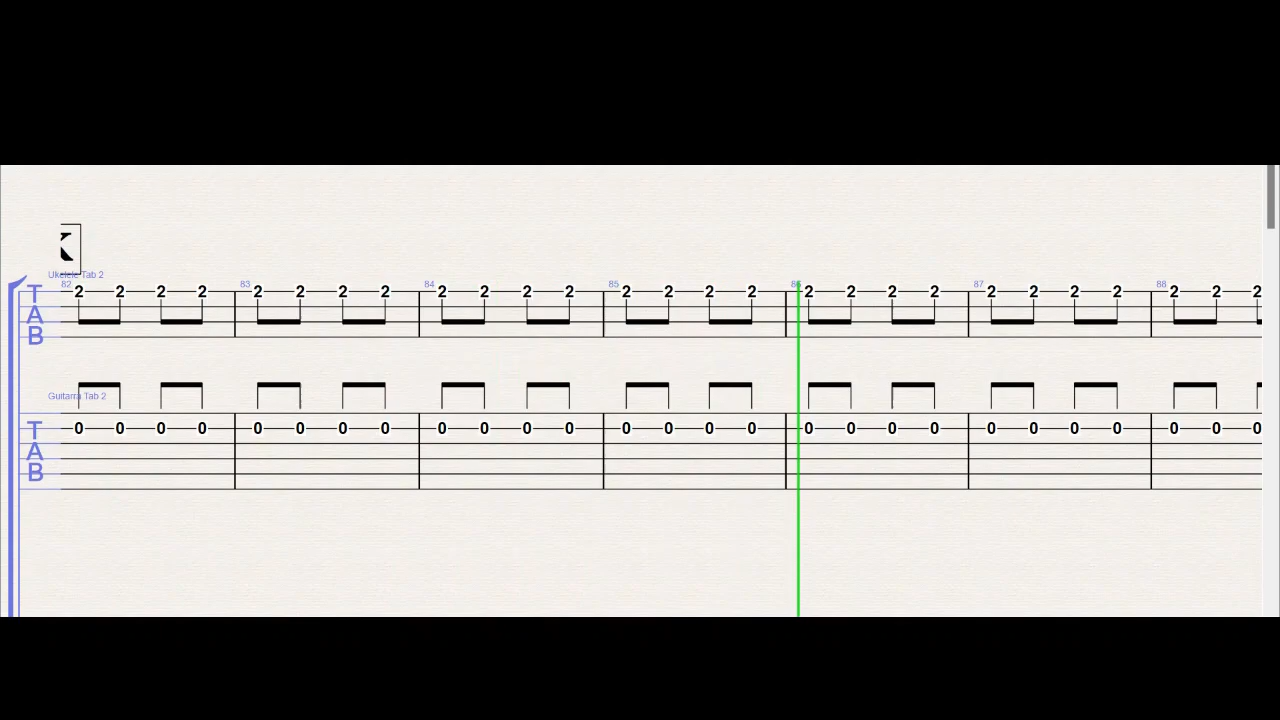 K
Ukelele Tab 2
82 83 84 85 86 87 88
T 2 2 2 2 2 2 2 2 2 2 2 2 2 2 2 2 2 2 2 2 2 2 2 2 2 2 2
A
B
Guitarra Tab 2
T 0 0 0 0 0 0 0 0 0 0 0 0 0 0 0 0 0 0 0 0 0 0 0 0 0 0 0
A
B